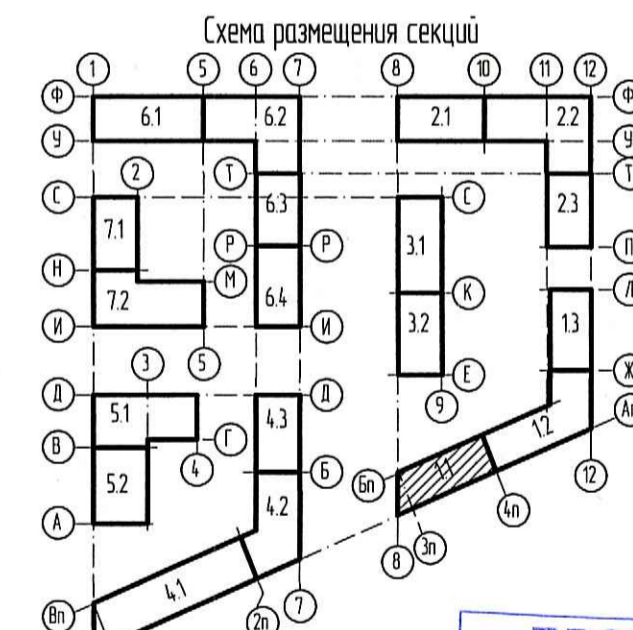 Схема размещения секций
1 5 6 7 8 10 11 12
Ф 6.1 6.2 2.1 2.2 Ф
У У
2 Т Т
С 7.1 6.3 С 2.3
Р Р 3.1 П
Н М К Л
7.2 6.4 1.3
И И 3.2
3 5 Е Ж
Д 5.1 4.3 Д 9
Г 1.2
В 4 Б 1.1
5.2 4.2 Бп 12
А 4п
3п
8
4.1 7
Вп 2п